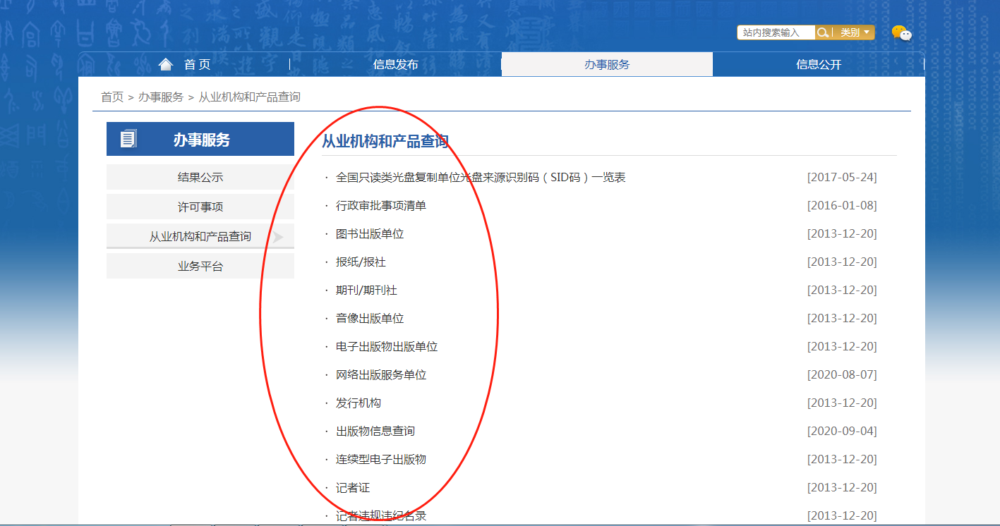 站内搜索输入 类别
首 页 信息发布 办事服务 信息公开
首页 > 办事服务 > 从业机构和产品查询
办事服务
结果公示
许可事项
从业机构和产品查询
业务平台
从业机构和产品查询
· 全国只读类光盘复制单位光盘来源识别码（SID码）一览表 [2017-05-24]
· 行政审批事项清单 [2016-01-08]
· 图书出版单位 [2013-12-20]
· 报纸/报社 [2013-12-20]
· 期刊/期刊社 [2013-12-20]
· 音像出版单位 [2013-12-20]
· 电子出版物出版单位 [2013-12-20]
· 网络出版服务单位 [2020-08-07]
· 发行机构 [2013-12-20]
· 出版物信息查询 [2020-09-04]
· 连续型电子出版物 [2013-12-20]
· 记者证 [2013-12-20]
· 记者违规违纪名录 [2013-12-20]